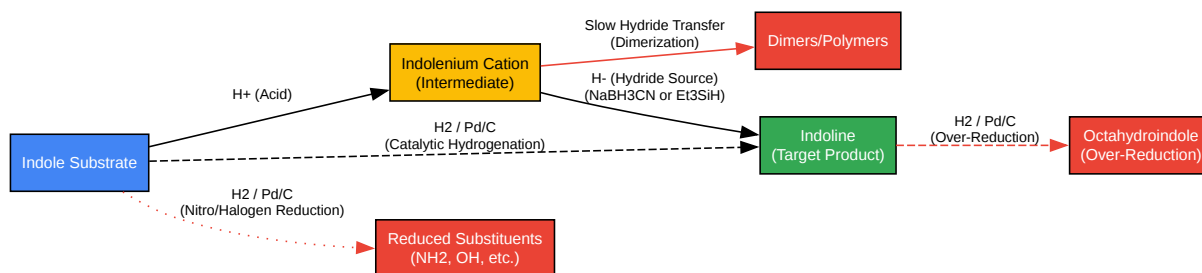 Slow Hydride Transfer
(Dimerization)
Dimers/Polymers
Indolenium Cation
(Intermediate)
H- (Hydride Source)
(NaBH3CN or Et3SiH)
H+ (Acid)
H2 / Pd/C
(Catalytic Hydrogenation)
Indole Substrate
Indoline
(Target Product)
H2 / Pd/C
(Over-Reduction)
Octahydroindole
(Over-Reduction)
H2 / Pd/C
(Nitro/Halogen Reduction)
Reduced Substituents
(NH2, OH, etc.)